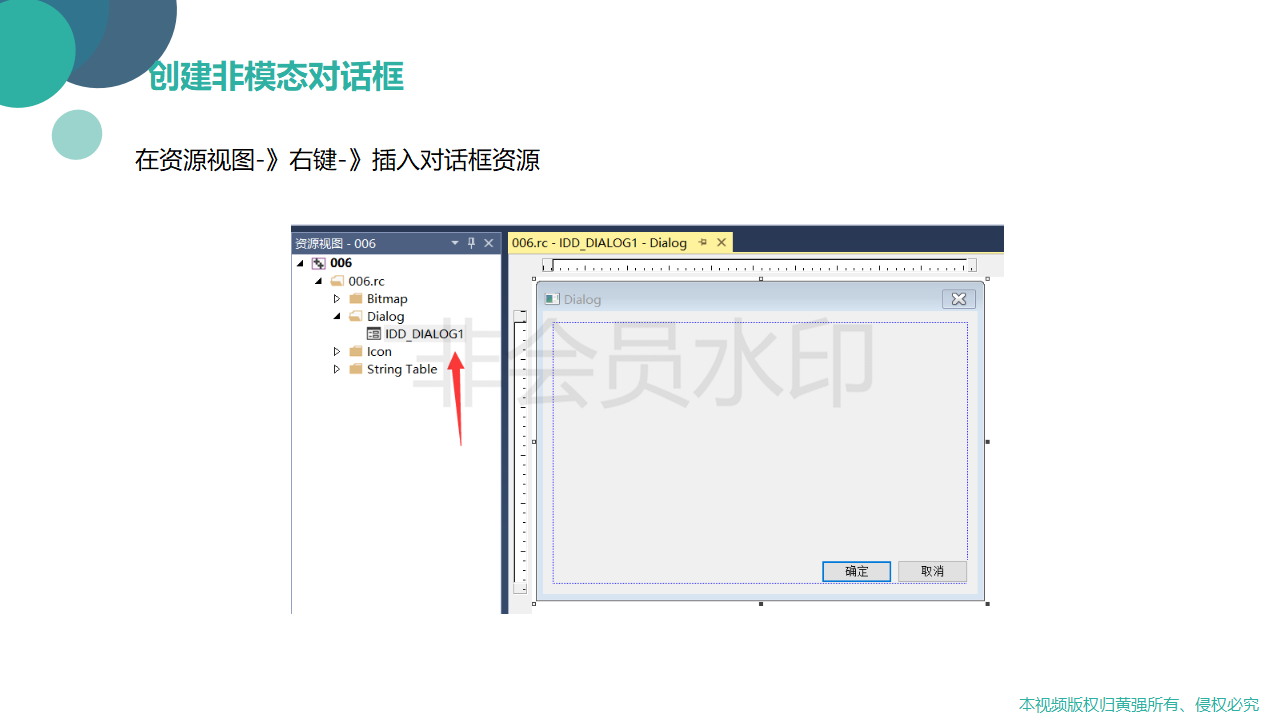 创建非模态对话框
在资源视图-》右键-》插入对话框资源
资源视图 - 006
006.rc - IDD_DIALOG1 - Dialog
006
006.rc
Bitmap
Dialog
IDD_DIALOG1
Icon
String Table
Dialog
非会员水印
确定
取消
本视频版权归黄强所有、侵权必究